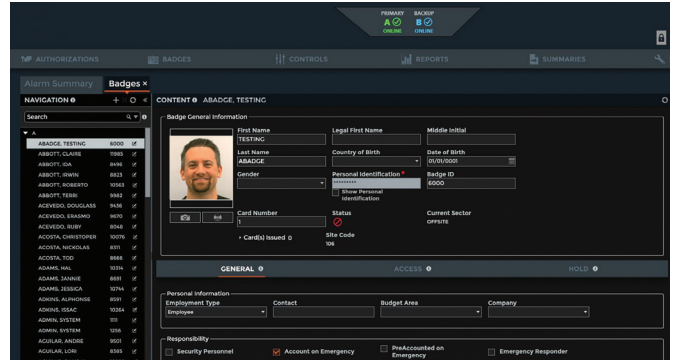 PRIMARY BACKUP
A B
ONLINE ONLINE
AUTHORIZATIONS BADGES CONTROLS REPORTS SUMMARIES
Alarm Summary Badges ×
NAVIGATION CONTENT ABADGE, TESTING
Search
A
ABADGE, TESTING 6000
ABBOTT, CLAIRE 11985
ABBOTT, IDA 8496
ABBOTT, IRWIN 8823
ABBOTT, ROBERTO 10563
ABBOTT, TERRI 9982
ACEVEDO, DOUGLASS 9436
ACEVEDO, ERASMO 9670
ACEVEDO, RUBY 8048
ACOSTA, CHRISTOPER 10076
ACOSTA, NICKOLAS 8311
ACOSTA, TOD 8668
ADAMS, HAL 10314
ADAMS, JANNIE 8691
ADAMS, JESSICA 10744
ADKINS, ALPHONSE 8591
ADKINS, ISSAC 10264
ADMIN, SYSTEM 1111
ADMIN, SYSTEM 1256
AGUILAR, ANDRE 9501
AGUILAR, LORI 8385
Badge General Information
First Name Legal First Name Middle Initial
TESTING
Last Name Country of Birth Date of Birth
ABADGE 01/01/0001
Gender Personal Identification * Badge ID
********* 6000
Show Personal
Identification
Card Number Status Current Sector
1 OFFSITE
Card(s) Issued 0 Site Code
106
GENERAL ACCESS HOLD
Personal Information
Employment Type Contact Budget Area Company
Employee
Responsibility
Security Personnel Account on Emergency PreAccounted on
Emergency Emergency Responder